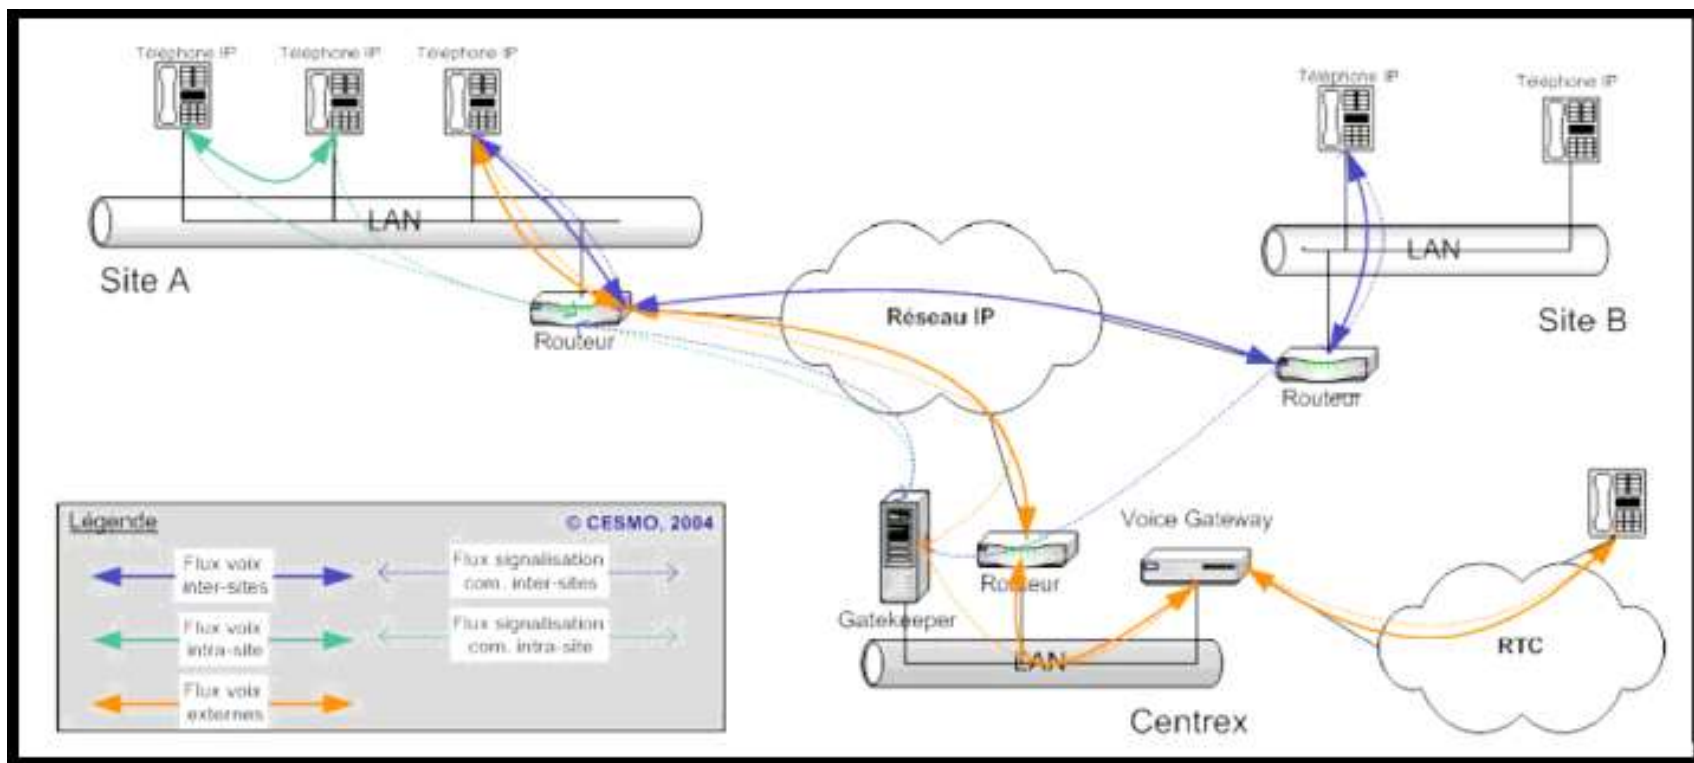 Téléphone IP
Téléphone IP
Téléphone IP
Téléphone IP
Téléphone IP
LAN
LAN
Site A
Site B
Réseau IP
Routeur
Routeur
Légende
© CESMO, 2004
Flux voix
inter-sites
Flux signalisation
com. inter-sites
Flux voix
intra-site
Flux signalisation
com. intra-site
Flux voix
externes
Voice Gateway
Routeur
Gatekeeper
LAN
Centrex
RTC